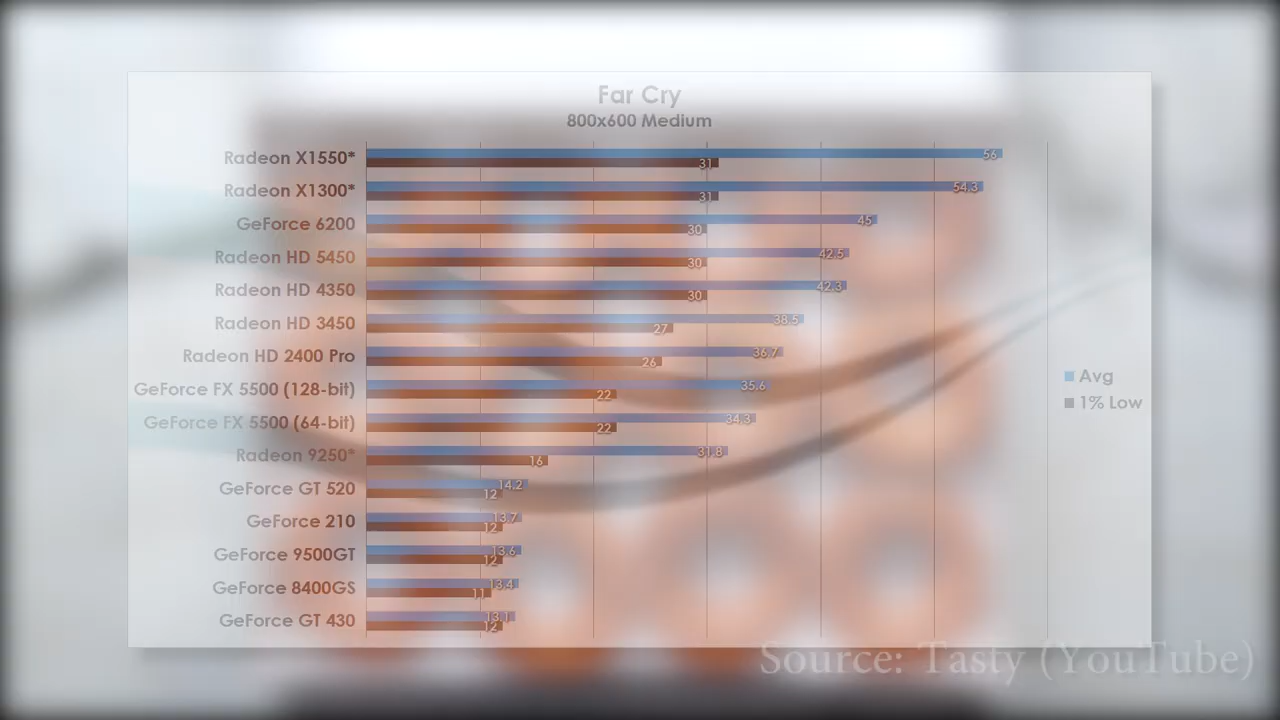 Far Cry
800x600 Medium
Radeon X1550* 56 31
Radeon X1300* 54.3 31
GeForce 6200 45 30
Radeon HD 5450 42.5 30
Radeon HD 4350 42.3 30
Radeon HD 3450 38.5 27
Radeon HD 2400 Pro 36.7 26
GeForce FX 5500 (128-bit) 35.6 22
GeForce FX 5500 (64-bit) 34.3 22
Radeon 9250* 31.8 16
GeForce GT 520 14.2 12
GeForce 210 13.7 12
GeForce 9500GT 13.6 12
GeForce 8400GS 13.4 11
GeForce GT 430 13.1 12
Avg
1% Low
Source: Tasty (YouTube)